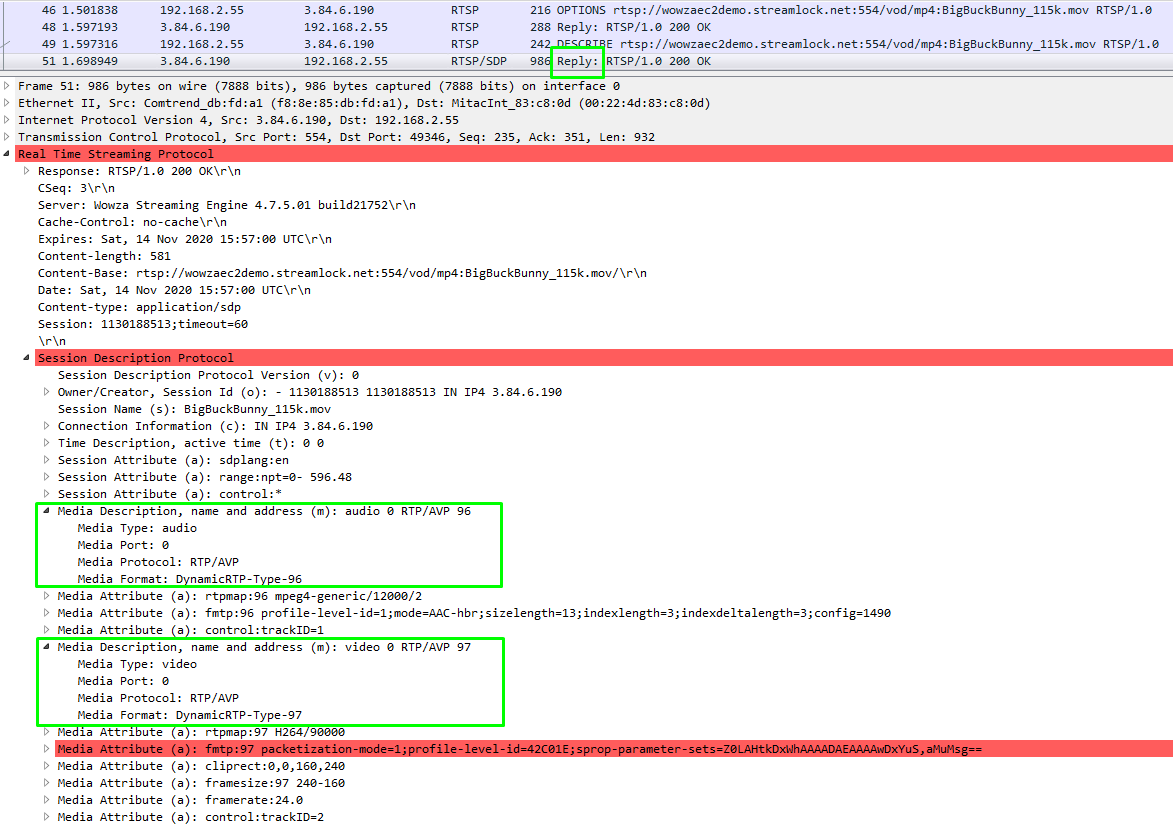 46 1.501838 192.168.2.55 3.84.6.190 RTSP 216 OPTIONS rtsp://wowzaec2demo.streamlock.net:554/vod/mp4:BigBuckBunny_115k.mov RTSP/1.0
48 1.597193 3.84.6.190 192.168.2.55 RTSP 288 Reply: RTSP/1.0 200 OK
49 1.597316 192.168.2.55 3.84.6.190 RTSP 242 DESCRIBE rtsp://wowzaec2demo.streamlock.net:554/vod/mp4:BigBuckBunny_115k.mov RTSP/1.0
51 1.698949 3.84.6.190 192.168.2.55 RTSP/SDP 986 Reply: RTSP/1.0 200 OK
Frame 51: 986 bytes on wire (7888 bits), 986 bytes captured (7888 bits) on interface 0
Ethernet II, Src: Comtrend_db:fd:a1 (f8:8e:85:db:fd:a1), Dst: MitacInt_83:c8:0d (00:22:4d:83:c8:0d)
Internet Protocol Version 4, Src: 3.84.6.190, Dst: 192.168.2.55
Transmission Control Protocol, Src Port: 554, Dst Port: 49346, Seq: 235, Ack: 351, Len: 932
Real Time Streaming Protocol
Response: RTSP/1.0 200 OK\r\n
CSeq: 3\r\n
Server: Wowza Streaming Engine 4.7.5.01 build21752\r\n
Cache-Control: no-cache\r\n
Expires: Sat, 14 Nov 2020 15:57:00 UTC\r\n
Content-length: 581
Content-Base: rtsp://wowzaec2demo.streamlock.net:554/vod/mp4:BigBuckBunny_115k.mov/\r\n
Date: Sat, 14 Nov 2020 15:57:00 UTC\r\n
Content-type: application/sdp
Session: 1130188513;timeout=60
\r\n
Session Description Protocol
Session Description Protocol Version (v): 0
Owner/Creator, Session Id (o): - 1130188513 1130188513 IN IP4 3.84.6.190
Session Name (s): BigBuckBunny_115k.mov
Connection Information (c): IN IP4 3.84.6.190
Time Description, active time (t): 0 0
Session Attribute (a): sdplang:en
Session Attribute (a): range:npt=0- 596.48
Session Attribute (a): control:*
Media Description, name and address (m): audio 0 RTP/AVP 96
Media Type: audio
Media Port: 0
Media Protocol: RTP/AVP
Media Format: DynamicRTP-Type-96
Media Attribute (a): rtpmap:96 mpeg4-generic/12000/2
Media Attribute (a): fmtp:96 profile-level-id=1;mode=AAC-hbr;sizelength=13;indexlength=3;indexdeltalength=3;config=1490
Media Attribute (a): control:trackID=1
Media Description, name and address (m): video 0 RTP/AVP 97
Media Type: video
Media Port: 0
Media Protocol: RTP/AVP
Media Format: DynamicRTP-Type-97
Media Attribute (a): rtpmap:97 H264/90000
Media Attribute (a): fmtp:97 packetization-mode=1;profile-level-id=42C01E;sprop-parameter-sets=Z0LAHtkDxWhAAAADAEAAAAwDxYuS,aMuMsg==
Media Attribute (a): cliprect:0,0,160,240
Media Attribute (a): framesize:97 240-160
Media Attribute (a): framerate:24.0
Media Attribute (a): control:trackID=2